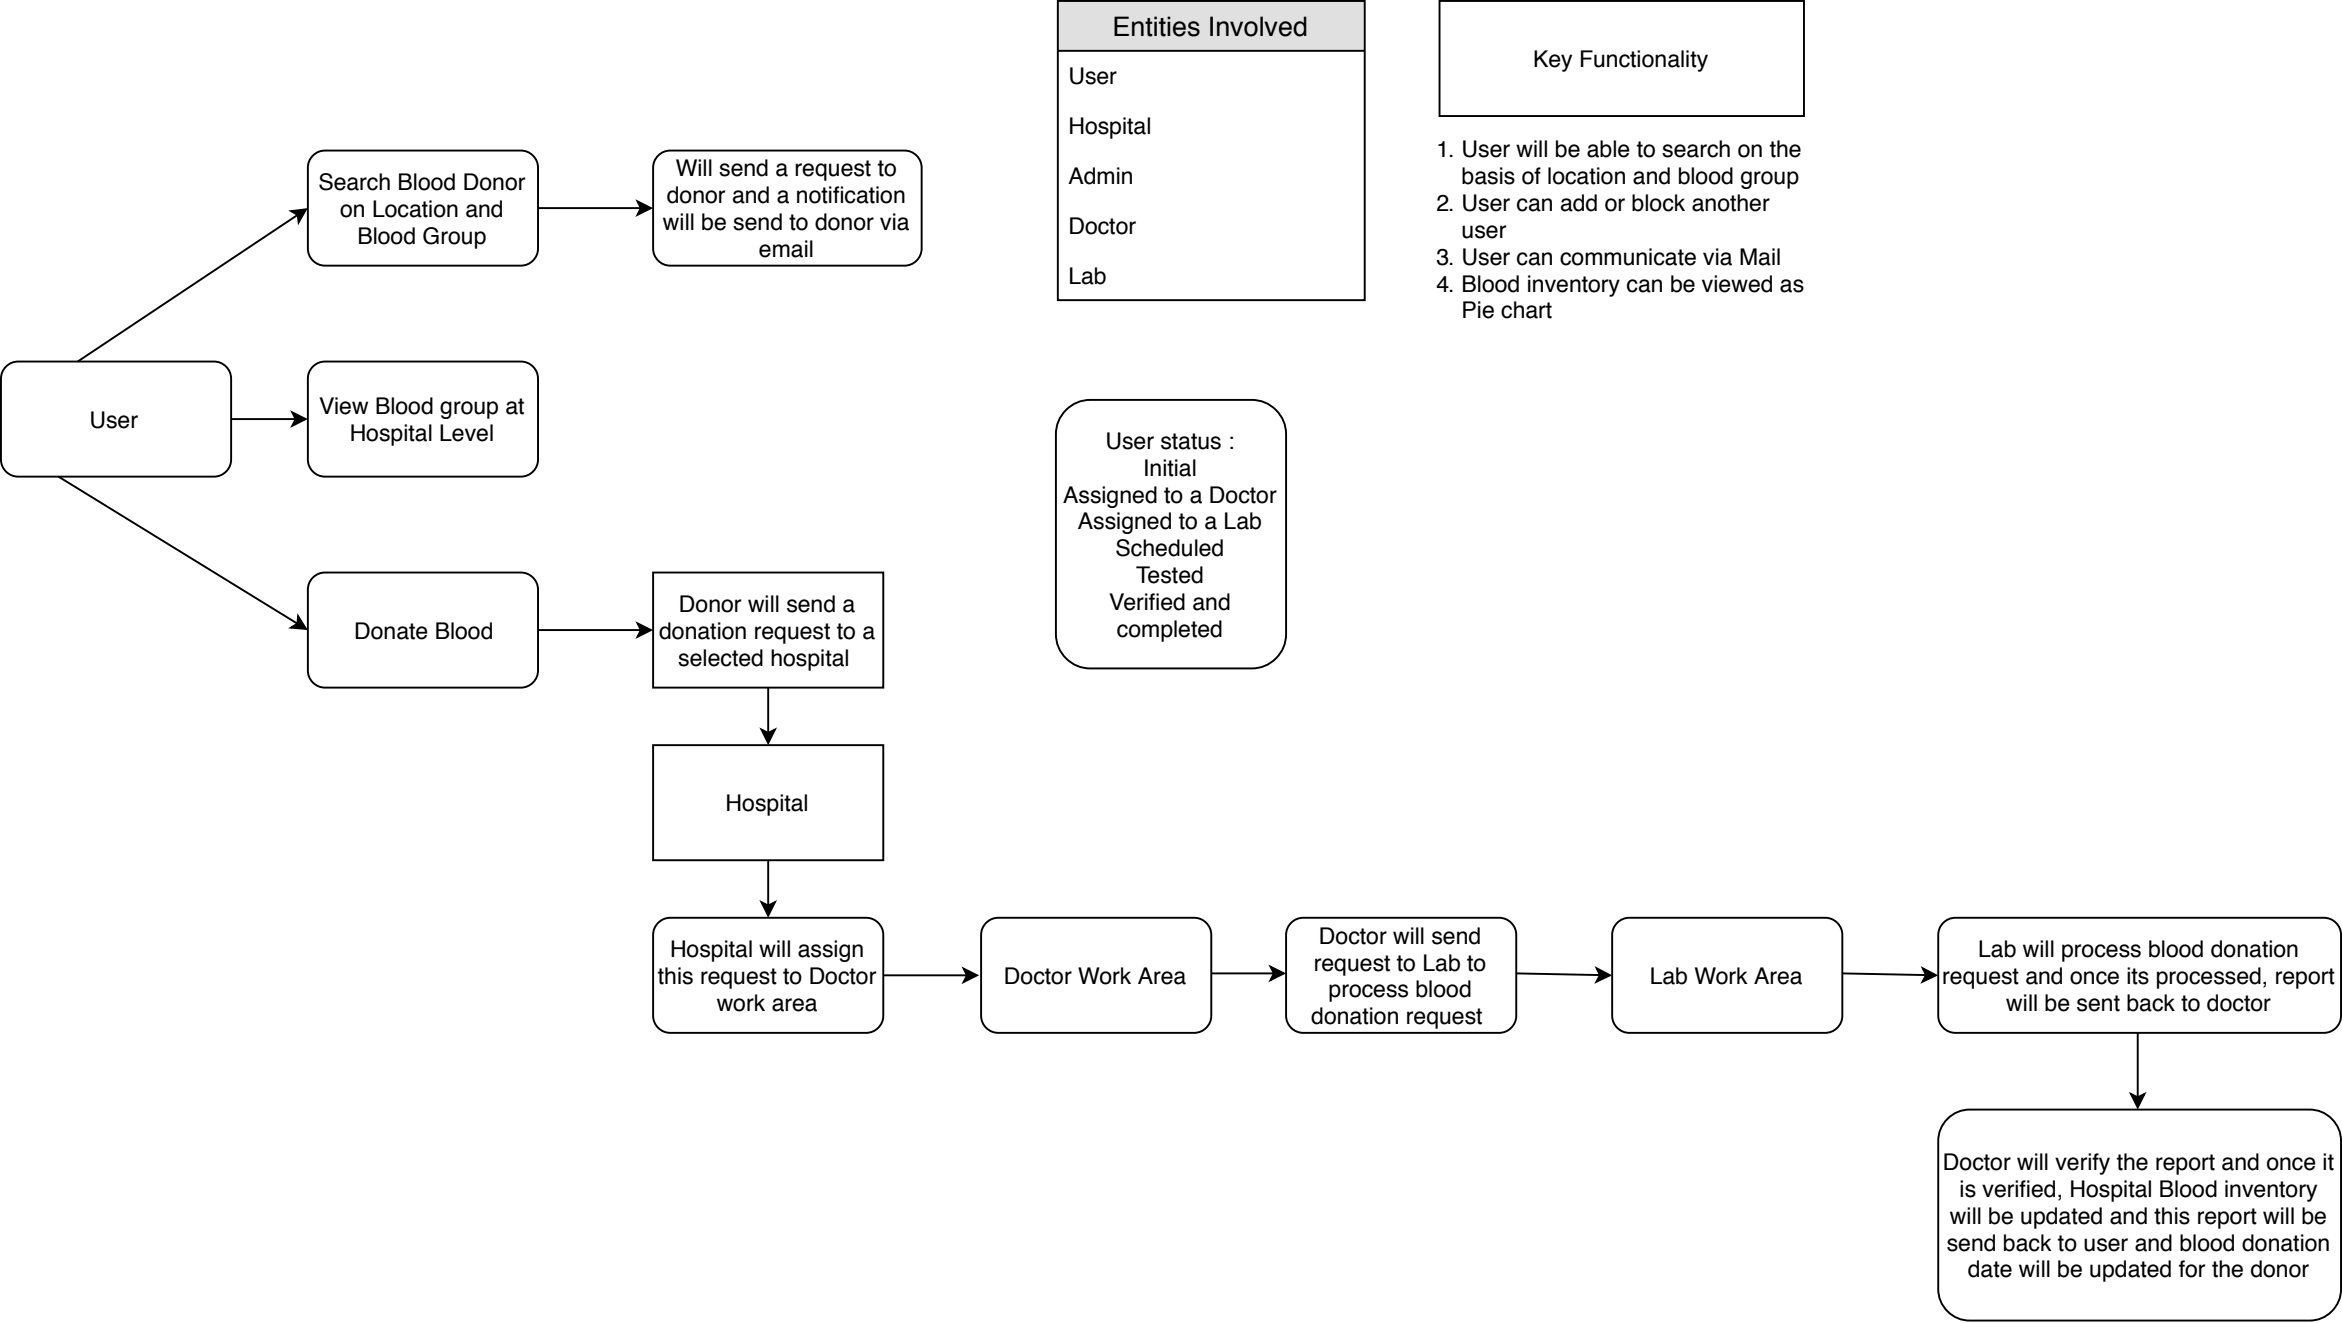 Entities Involved
User
Hospital
Admin
Doctor
Lab
Key Functionality
1. User will be able to search on the
basis of location and blood group
2. User can add or block another
user
3. User can communicate via Mail
4. Blood inventory can be viewed as
Pie chart
Search Blood Donor
on Location and
Blood Group
Will send a request to
donor and a notification
will be send to donor via
email
User
View Blood group at
Hospital Level
User status :
Initial
Assigned to a Doctor
Assigned to a Lab
Scheduled
Tested
Verified and
completed
Donate Blood
Donor will send a
donation request to a
selected hospital
Hospital
Hospital will assign
this request to Doctor
work area
Doctor Work Area
Doctor will send
request to Lab to
process blood
donation request
Lab Work Area
Lab will process blood donation
request and once its processed, report
will be sent back to doctor
Doctor will verify the report and once it
is verified, Hospital Blood inventory
will be updated and this report will be
send back to user and blood donation
date will be updated for the donor